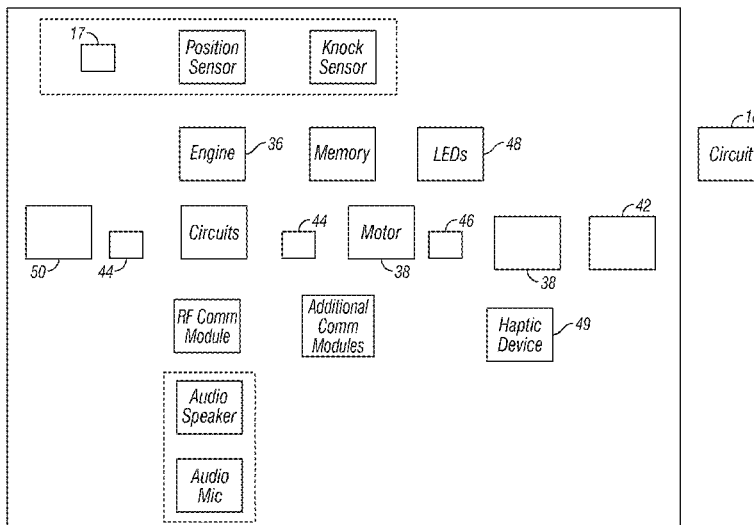 17
Position
Sensor
Knock
Sensor
Engine
36
Memory
LEDs
48
Circuit
50
44
Circuits
44
Motor
38
46
38
42
RF Comm
Module
Additional
Comm
Modules
Haptic
Device
49
Audio
Speaker
Audio
Mic